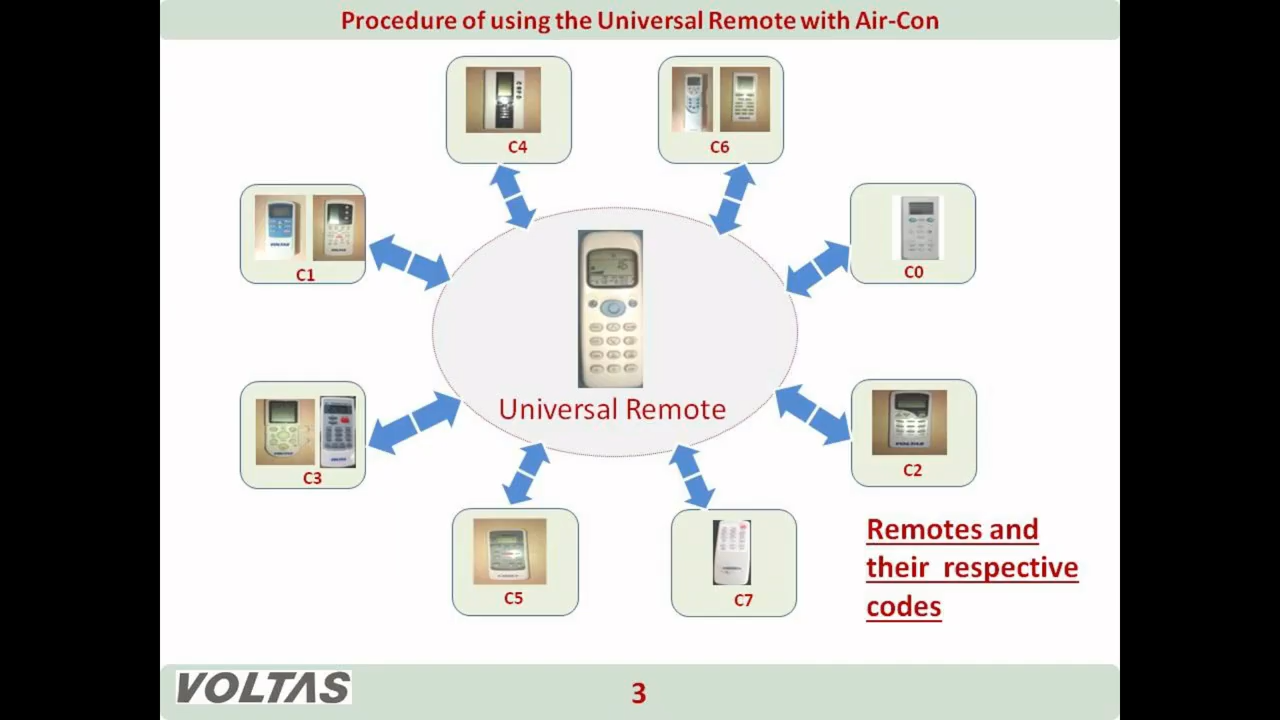 Procedure of using the Universal Remote with Air-Con
C4
C6
C1
C0
Universal Remote
C3
C2
C5
C7
VOLTAS
Remotes and
their respective
codes
VOLTAS
3